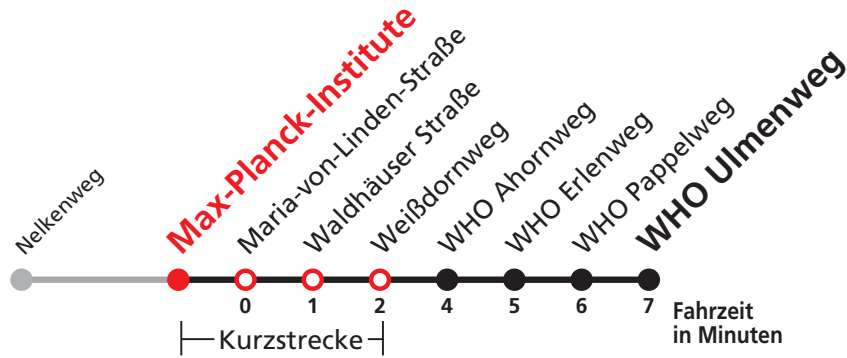 Nelkenweg
Max-Planck-Institute
Maria-von-Linden-Straße
Waldhäuser Straße
Weißdornweg
WHO Ahornweg
WHO Erlenweg
WHO Pappelweg
WHO Ulmenweg
0 1 2 4 5 6 7
Fahrzeit
in Minuten
Kurzstrecke